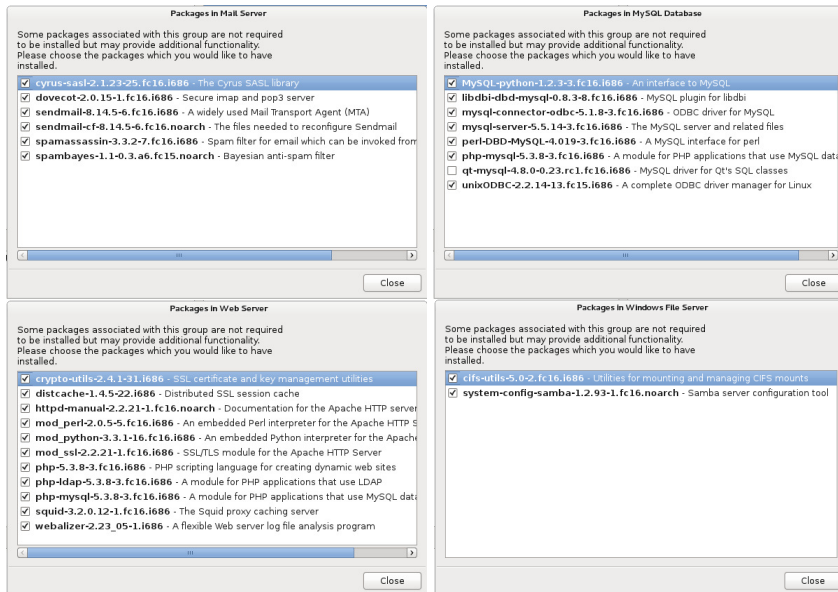 Packages in Mail Server
Some packages associated with this group are not required
to be installed but may provide additional functionality.
Please choose the packages which you would like to have
installed.
cyrus-sasl-2.1.23-25.fc16.i686 - The Cyrus SASL library
dovecot-2.0.15-1.fc16.i686 - Secure imap and pop3 server
sendmail-8.14.5-6.fc16.i686 - A widely used Mail Transport Agent (MTA)
sendmail-cf-8.14.5-6.fc16.noarch - The files needed to reconfigure Sendmail
spamassassin-3.3.2-7.fc16.i686 - Spam filter for email which can be invoked from
spambayes-1.1-0.3.a6.fc15.noarch - Bayesian anti-spam filter
Close
Packages in MySQL Database
Some packages associated with this group are not required
to be installed but may provide additional functionality.
Please choose the packages which you would like to have
installed.
MySQL-python-1.2.3-3.fc16.i686 - An interface to MySQL
libdbi-dbd-mysql-0.8.3-8.fc16.i686 - MySQL plugin for libdbi
mysql-connector-odbc-5.1.8-3.fc16.i686 - ODBC driver for MySQL
mysql-server-5.5.14-3.fc16.i686 - The MySQL server and related files
perl-DBD-MySQL-4.019-3.fc16.i686 - A MySQL interface for perl
php-mysql-5.3.8-3.fc16.i686 - A module for PHP applications that use MySQL data
qt-mysql-4.8.0-0.23.rc1.fc16.i686 - MySQL driver for Qt's SQL classes
unixODBC-2.2.14-13.fc15.i686 - A complete ODBC driver manager for Linux
Close
Packages in Web Server
Some packages associated with this group are not required
to be installed but may provide additional functionality.
Please choose the packages which you would like to have
installed.
crypto-utils-2.4.1-31.i686 - SSL certificate and key management utilities
distcache-1.4.5-22.i686 - Distributed SSL session cache
httpd-manual-2.2.21-1.fc16.noarch - Documentation for the Apache HTTP server
mod_perl-2.0.5-5.fc16.i686 - An embedded Perl interpreter for the Apache HTTP S
mod_python-3.3.1-16.fc16.i686 - An embedded Python interpreter for the Apache
mod_ssl-2.2.21-1.fc16.i686 - SSL/TLS module for the Apache HTTP Server
php-5.3.8-3.fc16.i686 - PHP scripting language for creating dynamic web sites
php-ldap-5.3.8-3.fc16.i686 - A module for PHP applications that use LDAP
php-mysql-5.3.8-3.fc16.i686 - A module for PHP applications that use MySQL data
squid-3.2.0.12-1.fc16.i686 - The Squid proxy caching server
webalizer-2.23_05-1.i686 - A flexible Web server log file analysis program
Close
Packages in Windows File Server
Some packages associated with this group are not required
to be installed but may provide additional functionality.
Please choose the packages which you would like to have
installed.
cifs-utils-5.0-2.fc16.i686 - Utilities for mounting and managing CIFS mounts
system-config-samba-1.2.93-1.fc16.noarch - Samba server configuration tool
Close